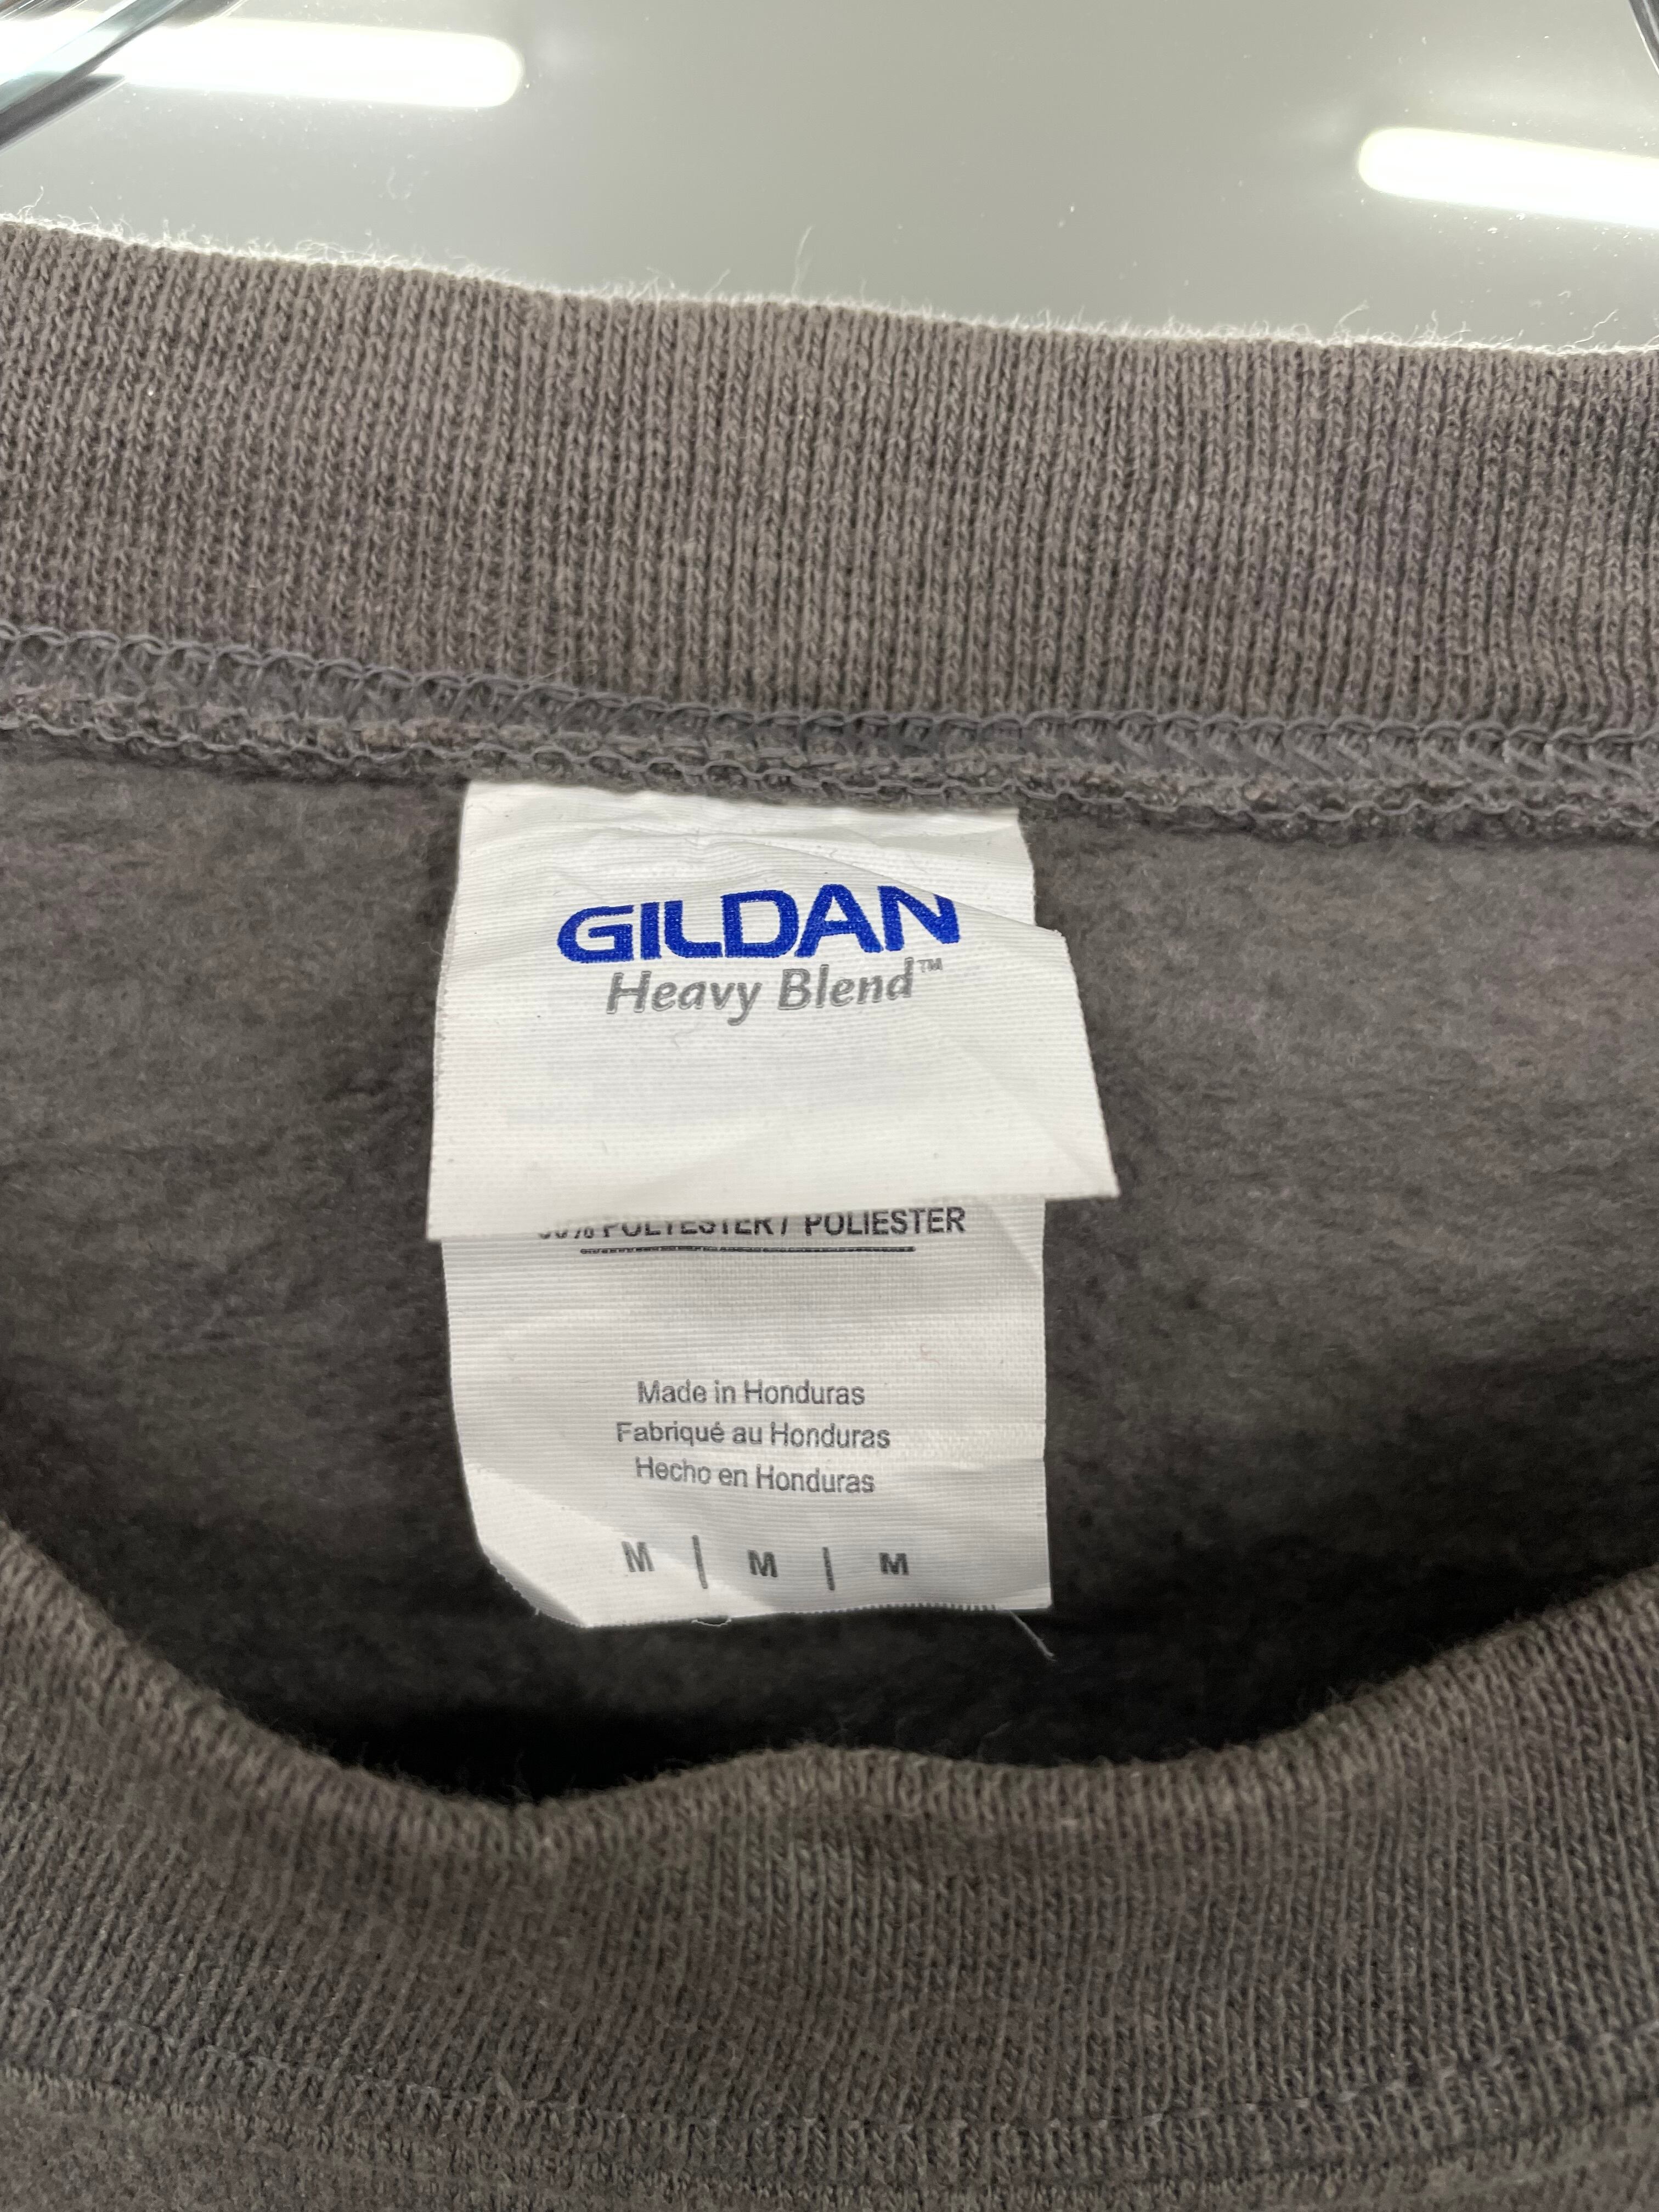 GILDAN
Heavy Blend™
POLYESTER / POLIESTER
Made in Honduras
Fabriqué au Honduras
Hecho en Honduras
M | M | M